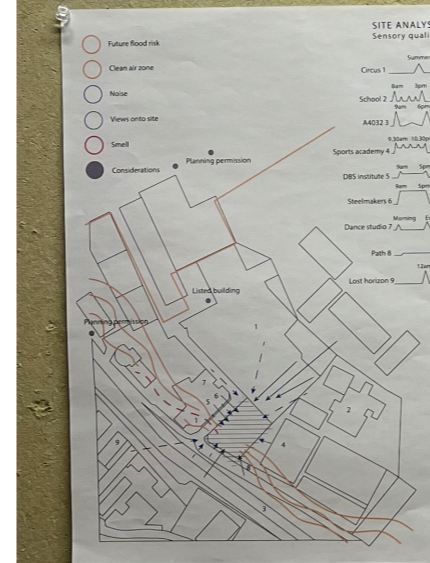 SITE ANALYS
Sensory quali
Future flood risk
Clean air zone
Noise
Views onto site
Smell
Considerations
Planning permission
Summer
Circus 1
8am 3pm
School 2
9am 6pm
A4032 3
9.30am 10.30p
Sports academy 4
9am 5pm
DBS institute 5
9am 5pm
Steelmakers 6
Morning E
Dance studio 7
Path 8
12am
Lost horizon 9
Listed building
Planning permission
1
7
6
5
2
4
9
8
3